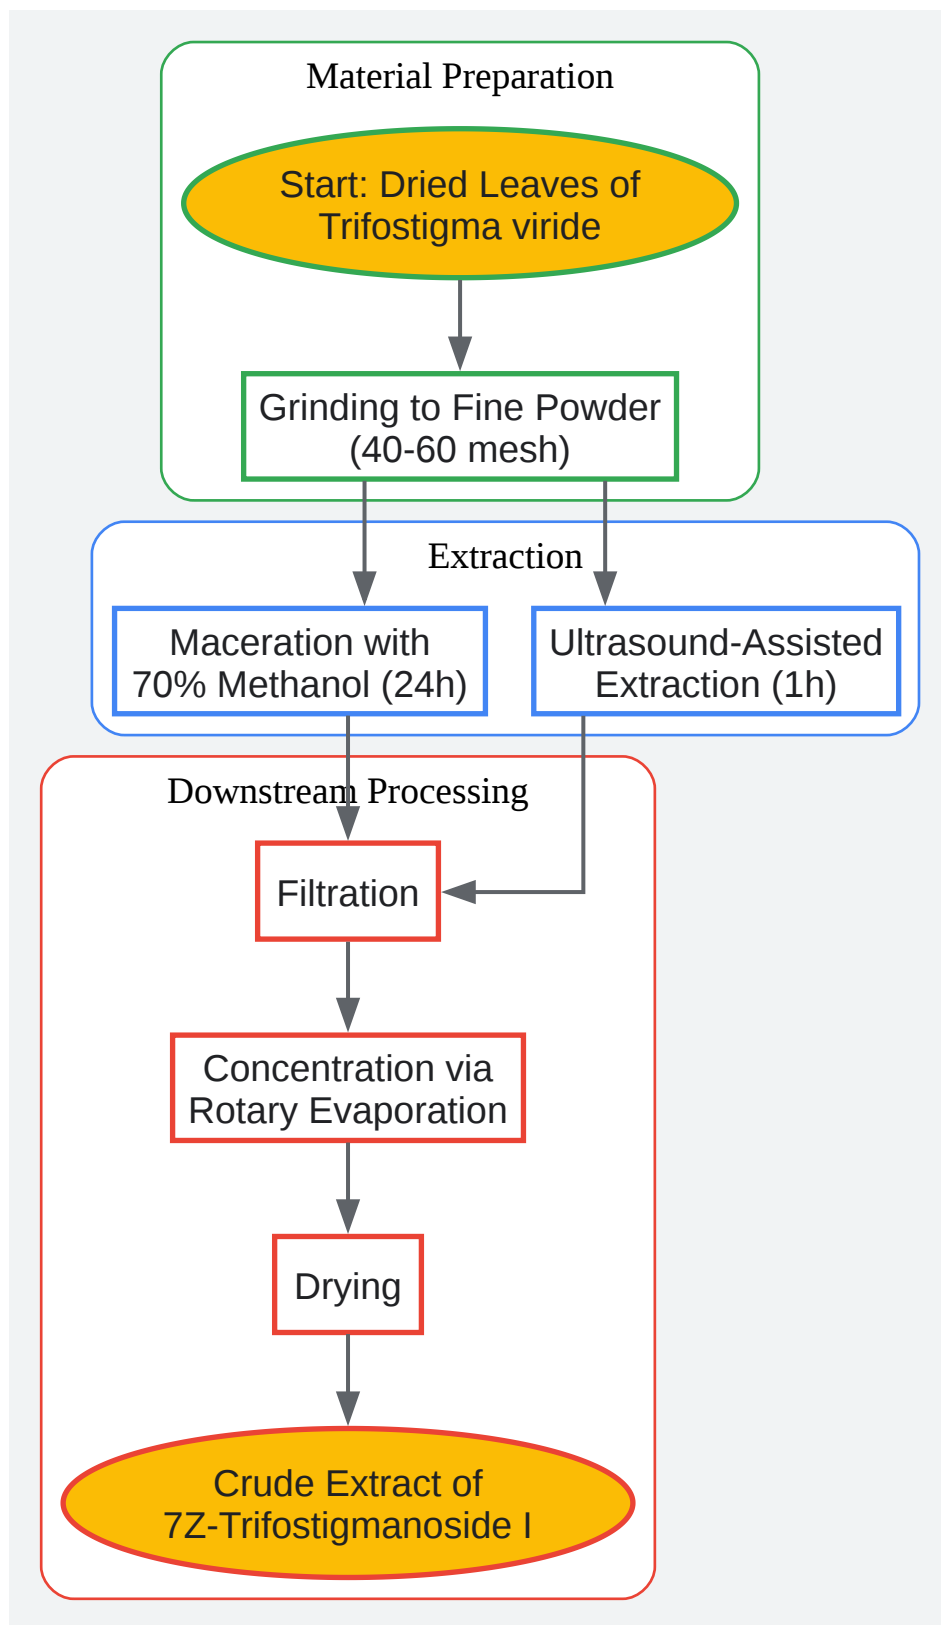 Material Preparation
Start: Dried Leaves of
Trifostigma viride
Grinding to Fine Powder
(40-60 mesh)
Extraction
Maceration with
70% Methanol (24h)
Ultrasound-Assisted
Extraction (1h)
Downstream Processing
Filtration
Concentration via
Rotary Evaporation
Drying
Crude Extract of
7Z-Trifostigmanoside I